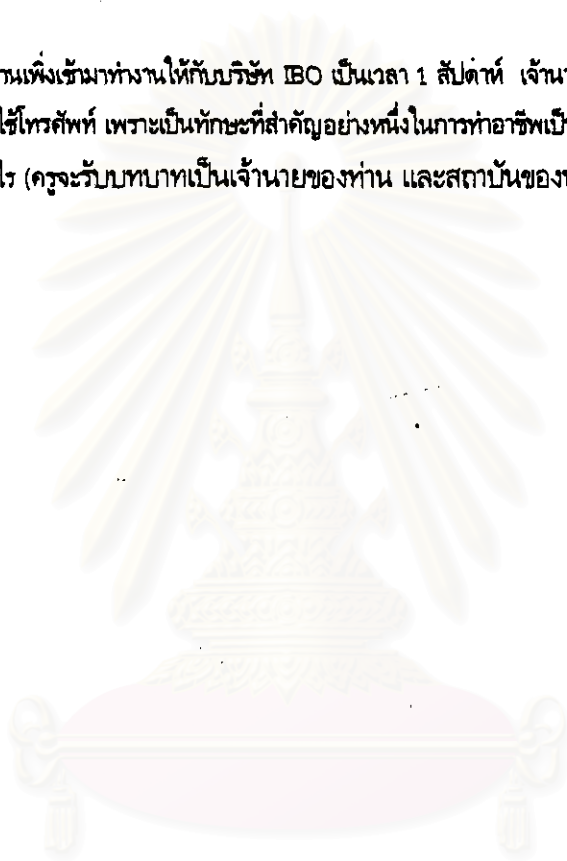 านเพิ่งเข้ามาทำงานให้กับบริษัท IBO เป็นเวลา 1 สัปดาห์ เจ้านา
ใช้โทรศัพท์ เพราะเป็นทักษะที่สำคัญอย่างหนึ่งในการทำอาชีพเป็
ไร (ครูจะรับบทบาทเป็นเจ้านายของท่าน และสถาบันของท